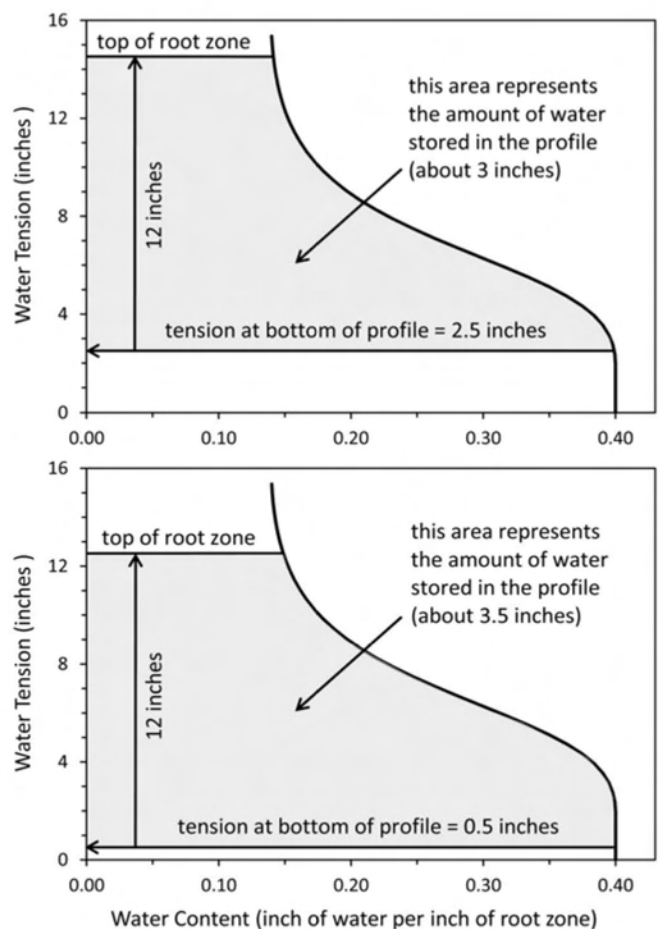 16
top of root zone
12
8
4
0
Water Tension (inches)
12 inches
this area represents
the amount of water
stored in the profile
(about 3 inches)
tension at bottom of profile = 2.5 inches
0.00 0.10 0.20 0.30 0.40
16
top of root zone
12
8
4
0
Water Tension (inches )
12 inches
this area represents
the amount of water
stored in the profile
(about 3.5 inches)
tension at bottom of profile = 0.5 inches
0.00 0.10 0.20 0.30 0.40
Water Content (inch of water per inch of root zone)